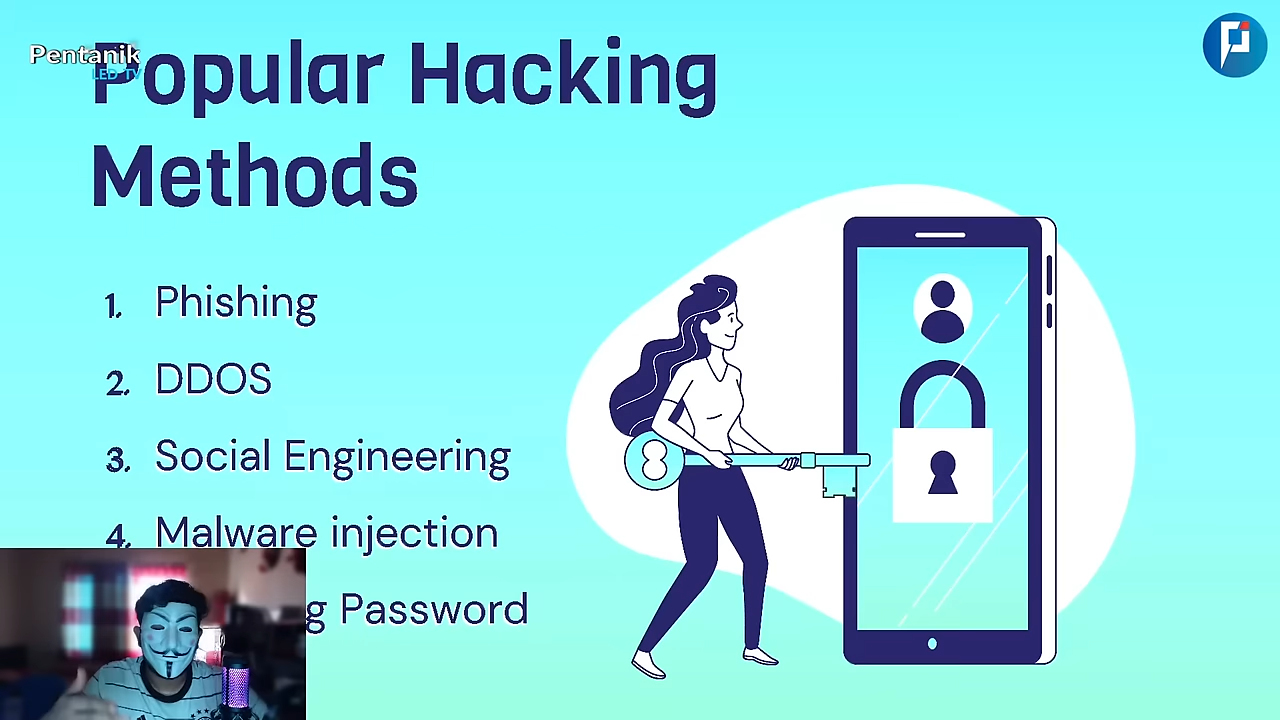 Pentanik
LED TV
Popular Hacking
Methods
1. Phishing
2. DDOS
3. Social Engineering
4. Malware injection
Password